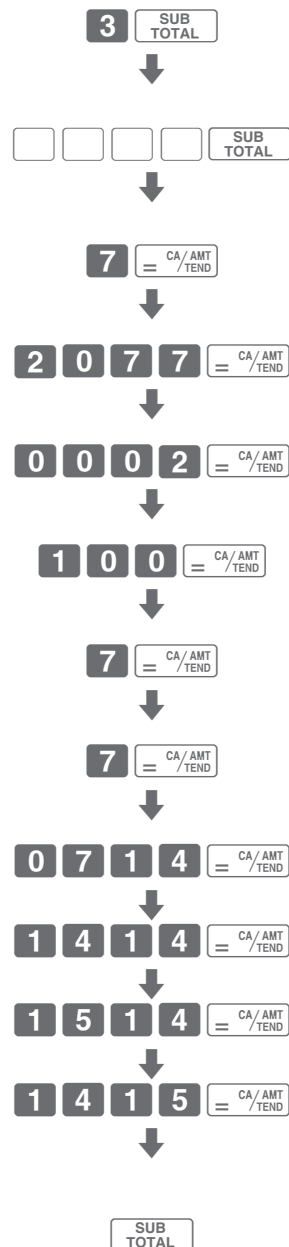 3 SUB TOTAL
SUB TOTAL
7 = CA/AMT/TEND
2 0 7 7 = CA/AMT/TEND
0 0 0 2 = CA/AMT/TEND
1 0 0 = CA/AMT/TEND
7 = CA/AMT/TEND
7 = CA/AMT/TEND
0 7 1 4 = CA/AMT/TEND
1 4 1 4 = CA/AMT/TEND
1 5 1 4 = CA/AMT/TEND
1 4 1 5 = CA/AMT/TEND
SUB TOTAL